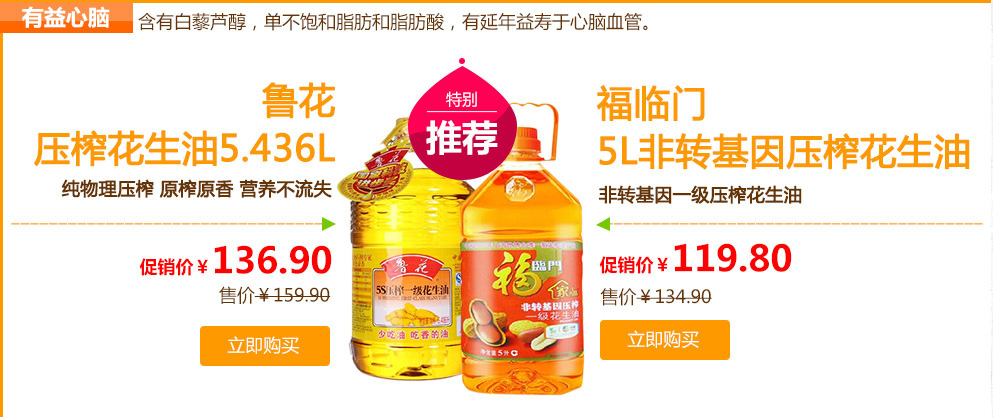 有益心脑
含有白藜芦醇，单不饱和脂肪和脂肪酸，有延年益寿于心脑血管。
鲁花
压榨花生油5.436L
纯物理压榨 原榨原香 营养不流失
促销价￥136.90
售价￥159.90
立即购买
特别
推荐
鲁花
5S压榨一级花生油
少吃油 吃香的油
福临门
5L非转基因压榨花生油
非转基因一级压榨花生油
促销价￥119.80
售价￥134.90
立即购买
福
臨門
家
非转基因压榨
一级花生油
净含量5升